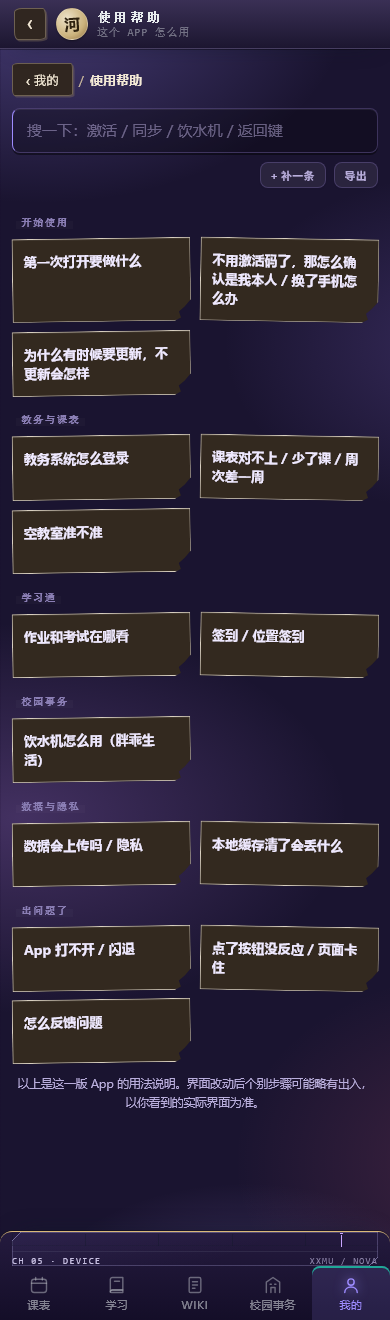 河
使用帮助
这个 APP 怎么用
‹ 我的 / 使用帮助
搜一下: 激活 / 同步 / 饮水机 / 返回键
+ 补一条
导出
开始使用
第一次打开要做什么
不用激活码了，那怎么确
认是我本人 / 换了手机怎
么办
为什么有时候要更新，不
更新会怎样
教务与课表
教务系统怎么登录
课表对不上 / 少了课 / 周
次差一周
空教室准不准
学习通
作业和考试在哪看
签到 / 位置签到
校园事务
饮水机怎么用（胖乖生
活）
数据与隐私
数据会上传吗 / 隐私
本地缓存清了会丢什么
出问题了
App 打不开 / 闪退
点了按钮没反应 / 页面卡
住
怎么反馈问题
以上是这一版 App 的用法说明。界面改动后个别步骤可能略有出入，
以你看到的实际界面为准。
CH 05 · DEVICE
XXMU / NOVA
课表
学习
WIKI
校园事务
我的